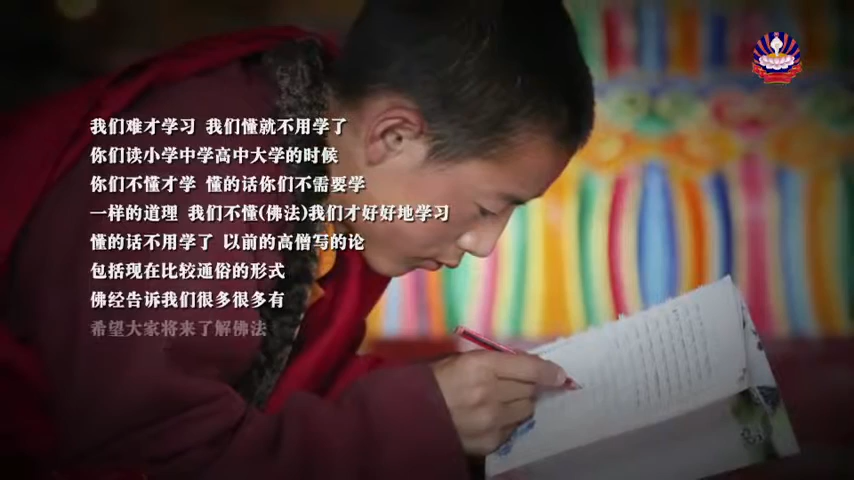 我们难才学习 我们懂就不用学了
你们读小学中学高中大学的时候
你们不懂才学 懂的话你们不需要学
一样的道理 我们不懂(佛法)我们才好好地学习
懂的话不用学了 以前的高僧写的论
包括现在比较通俗的形式
佛经告诉我们很多很多有
希望大家将来了解佛法